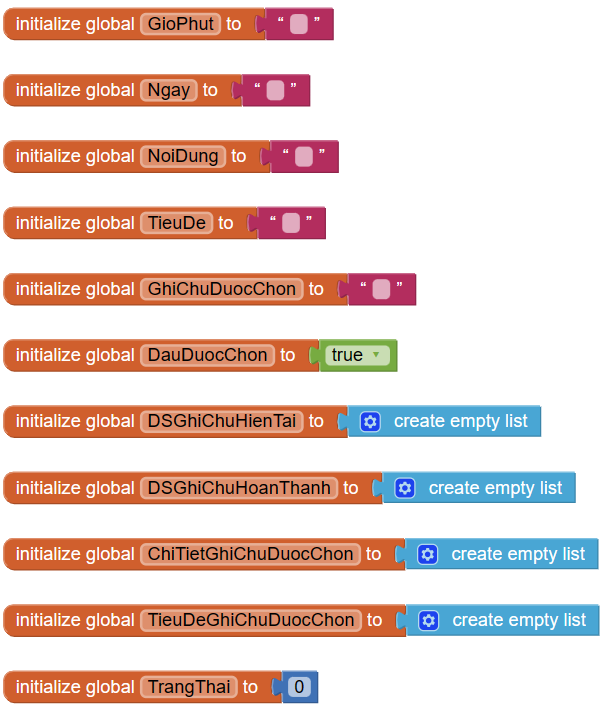 initialize global GioPhut to “ ”
initialize global Ngay to “ ”
initialize global NoiDung to “ ”
initialize global TieuDe to “ ”
initialize global GhiChuDuocChon to “ ”
initialize global DauDuocChon to true
initialize global DSGhiChuHienTai to create empty list
initialize global DSGhiChuHoanThanh to create empty list
initialize global ChiTietGhiChuDuocChon to create empty list
initialize global TieuDeGhiChuDuocChon to create empty list
initialize global TrangThai to 0